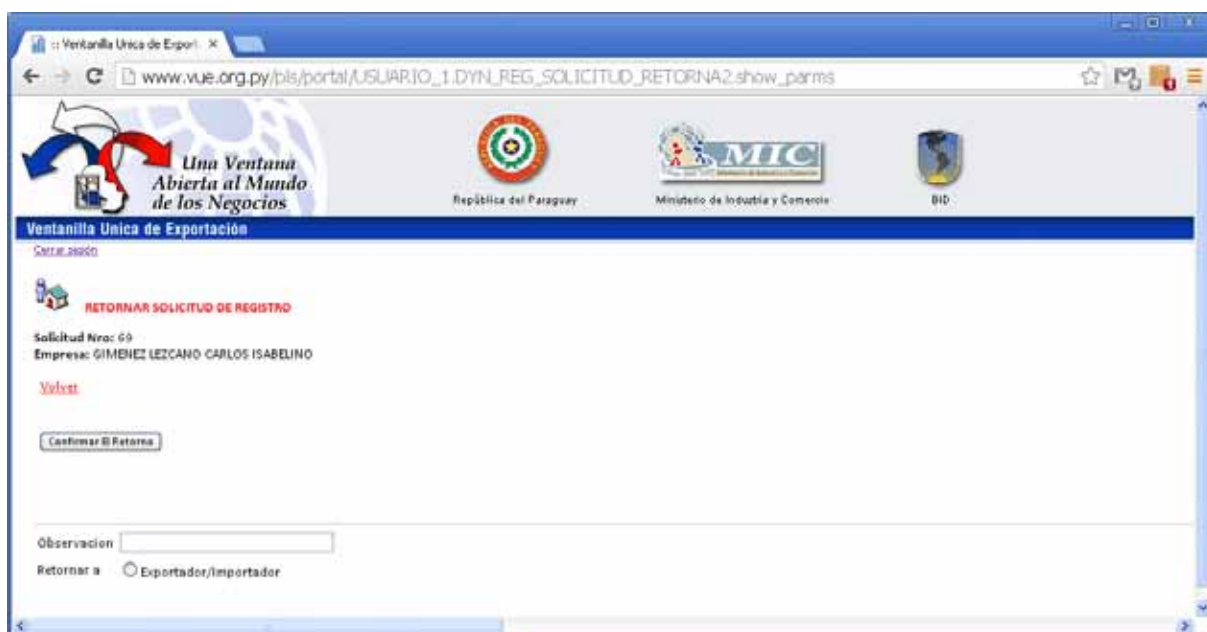 :: Ventanilla Unica de Export
www.vue.org.py/pls/portal/USUARIO_1.DYN_REG_SOLICITUD_RETORNA2.show_parms
Una Ventana
Abierta al Mundo
de los Negocios
República del Paraguay
MIC
Ministerio de Industria y Comercio
BID
Ventanilla Unica de Exportación
Cerrar sesión
RETORNAR SOLICITUD DE REGISTRO
Solicitud Nro: 69
Empresa: GIMENEZ LEZCANO CARLOS ISABELINO
Volver
Confirmar El Retorno
Observacion
Retornar a Exportador/Importador